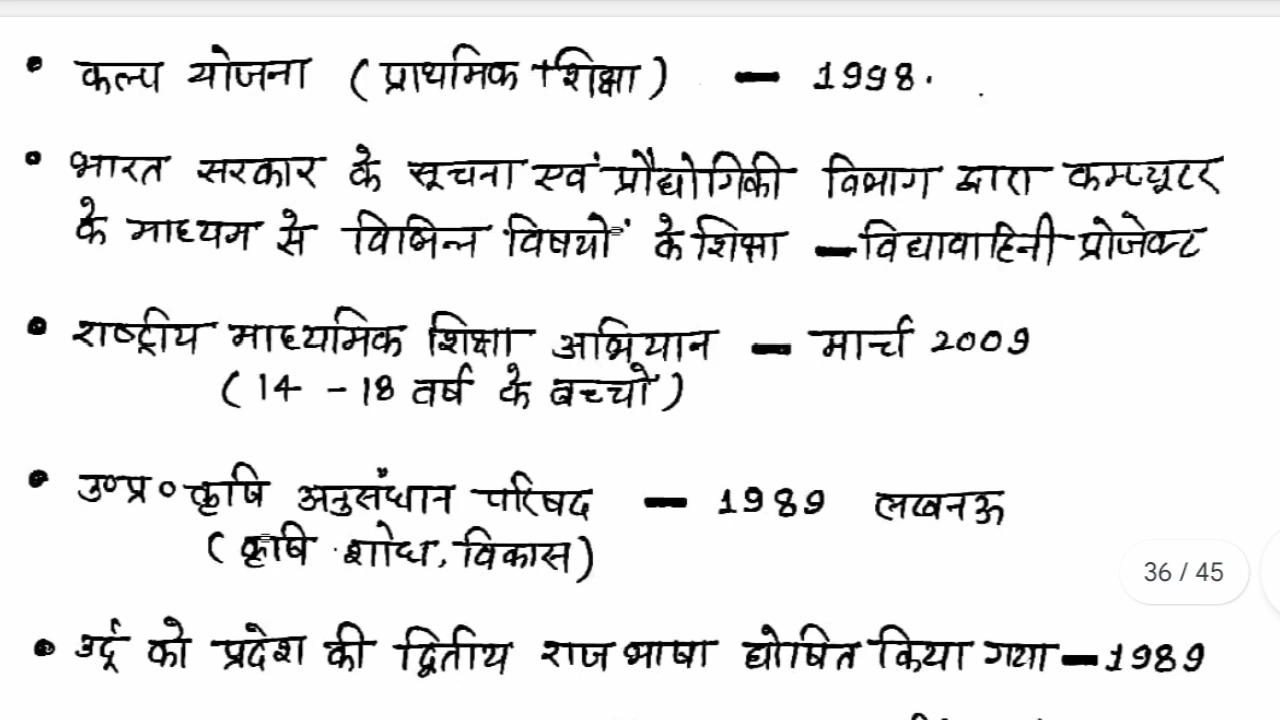 • कल्प योजना (प्राथमिक शिक्षा) - 1998.
• भारत सरकार के सूचना एवं प्रौद्योगिकी विभाग द्वारा कम्प्यूटर
के माध्यम से विभिन्न विषयों के शिक्षा - विद्यावाहिनी प्रोजेक्ट
• राष्ट्रीय माध्यमिक शिक्षा अभियान - मार्च 2009
(14 - 18 वर्ष के बच्चों)
• उ०प्र० कृषि अनुसंधान परिषद - 1989 लखनऊ
(कृषि शोध, विकास)
36 / 45
• उर्दू को प्रदेश की द्वितीय राजभाषा घोषित किया गया - 1989